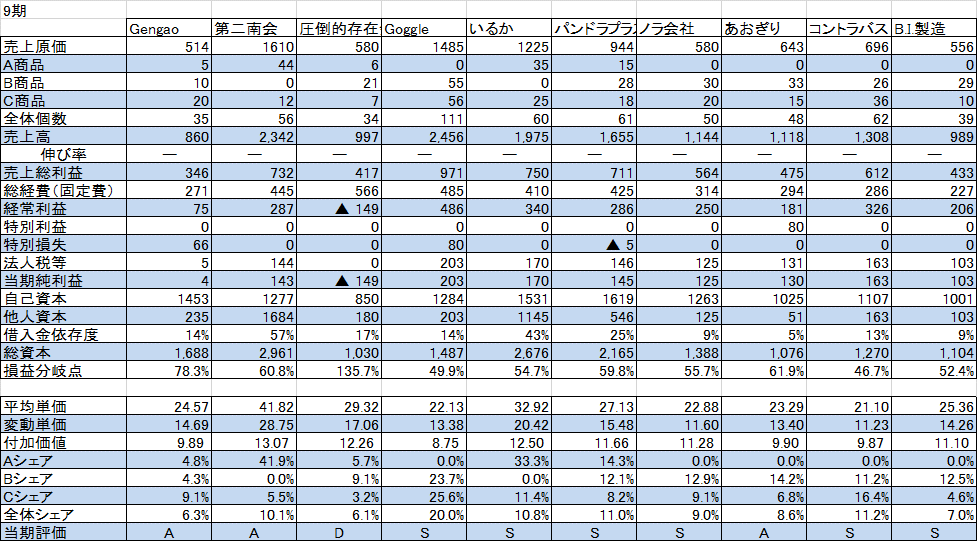 9期
Gengao 第二南会 圧倒的存在 Goggle いるか パンドラプラ ノラ会社 あおぎり コントラバス B.I.製造
売上原価 514 1610 580 1485 1225 944 580 643 696 556
A商品 5 44 6 0 35 15 0 0 0 0
B商品 10 0 21 55 0 28 30 33 26 29
C商品 20 12 7 56 25 18 20 15 36 10
全体個数 35 56 34 111 60 61 50 48 62 39
売上高 860 2,342 997 2,456 1,975 1,655 1,144 1,118 1,308 989
伸び率 ― ― ― ― ― ― ― ― ― ―
売上総利益 346 732 417 971 750 711 564 475 612 433
総経費(固定費) 271 445 566 485 410 425 314 294 286 227
経常利益 75 287 ▲ 149 486 340 286 250 181 326 206
特別利益 0 0 0 0 0 0 0 80 0 0
特別損失 66 0 0 80 0 ▲ 5 0 0 0 0
法人税等 5 144 0 203 170 146 125 131 163 103
当期純利益 4 143 ▲ 149 203 170 145 125 130 163 103
自己資本 1453 1277 850 1284 1531 1619 1263 1025 1107 1001
他人資本 235 1684 180 203 1145 546 125 51 163 103
借入金依存度 14% 57% 17% 14% 43% 25% 9% 5% 13% 9%
総資本 1,688 2,961 1,030 1,487 2,676 2,165 1,388 1,076 1,270 1,104
損益分岐点 78.3% 60.8% 135.7% 49.9% 54.7% 59.8% 55.7% 61.9% 46.7% 52.4%
平均単価 24.57 41.82 29.32 22.13 32.92 27.13 22.88 23.29 21.10 25.36
変動単価 14.69 28.75 17.06 13.38 20.42 15.48 11.60 13.40 11.23 14.26
付加価値 9.89 13.07 12.26 8.75 12.50 11.66 11.28 9.90 9.87 11.10
Aシェア 4.8% 41.9% 5.7% 0.0% 33.3% 14.3% 0.0% 0.0% 0.0% 0.0%
Bシェア 4.3% 0.0% 9.1% 23.7% 0.0% 12.1% 12.9% 14.2% 11.2% 12.5%
Cシェア 9.1% 5.5% 3.2% 25.6% 11.4% 8.2% 9.1% 6.8% 16.4% 4.6%
全体シェア 6.3% 10.1% 6.1% 20.0% 10.8% 11.0% 9.0% 8.6% 11.2% 7.0%
当期評価 A A D S S S S A S S